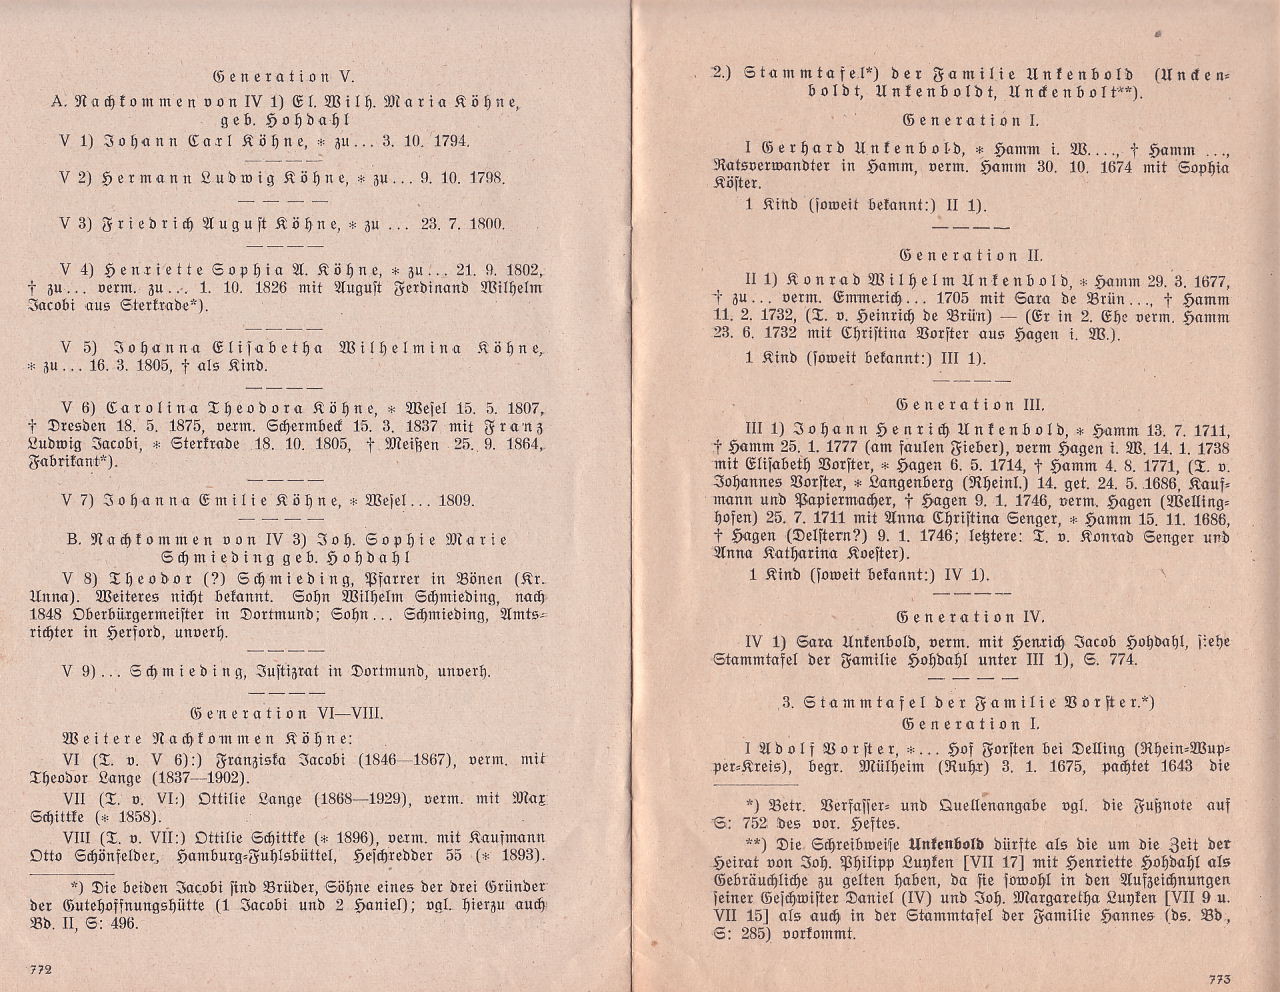 Generation V.
A. Nachkommen von IV 1) El. Wilh. Maria Köhne,
geb. Hohdahl
V 1) Johann Carl Köhne, * zu... 3. 10. 1794.
————
V 2) Hermann Ludwig Köhne, * zu... 9. 10. 1798.
————
V 3) Friedrich August Köhne, * zu ... 23. 7. 1800.
————
V 4) Henriette Sophia A. Köhne, * zu... 21. 9. 1802,
† zu... verm. zu... 1. 10. 1826 mit August Ferdinand Wilhelm
Jacobi aus Sterkrade*).
————
V 5) Johanna Elisabetha Wilhelmina Köhne,
* zu... 16. 3. 1805, † als Kind.
————
V 6) Carolina Theodora Köhne, * Wesel 15. 5. 1807,
† Dresden 18. 5. 1875, verm. Schermbeck 15. 3. 1837 mit Franz
Ludwig Jacobi, * Sterkrade 18. 10. 1805, † Meißen 25. 9. 1864,
Fabrikant*).
————
V 7) Johanna Emilie Köhne, * Wesel... 1809.
————
B. Nachkommen von IV 3) Joh. Sophie Marie
Schmieding geb. Hohdahl
V 8) Theodor (?) Schmieding, Pfarrer in Bönen (Kr.
Unna). Weiteres nicht bekannt. Sohn Wilhelm Schmieding, nach
1848 Oberbürgermeister in Dortmund; Sohn... Schmieding, Amts-
richter in Herford, unverh.
————
V 9)... Schmieding, Justizrat in Dortmund, unverh.
————
Generation VI—VIII.
Weitere Nachkommen Köhne:
VI (T. v. V 6):) Franziska Jacobi (1846—1867), verm. mit
Theodor Lange (1837—1902).
VII (T. v. VI:) Ottilie Lange (1868—1929), verm. mit Max
Schittke (* 1858).
VIII (T. v. VII:) Ottilie Schittke (* 1896), verm. mit Kaufmann
Otto Schönfelder, Hamburg-Fuhlsbüttel, Heschredder 55 (* 1893).
*) Die beiden Jacobi sind Brüder, Söhne eines der drei Gründer
der Gutehoffnungshütte (1 Jacobi und 2 Haniel); vgl. hierzu auch
Bd. II, S: 496.
772
2.) Stammtafel*) der Familie Unkenbold (Uncken-
boldt, Unkenboldt, Unckenbolt**).
Generation I.
I Gerhard Unkenbold, * Hamm i. W...., † Hamm ...,
Ratsverwandter in Hamm, verm. Hamm 30. 10. 1674 mit Sophia
Köster.
1 Kind (soweit bekannt:) II 1).
————
Generation II.
II 1) Konrad Wilhelm Unkenbold, * Hamm 29. 3. 1677,
† zu... verm. Emmerich... 1705 mit Sara de Brün..., † Hamm
11. 2. 1732, (T. v. Heinrich de Brün) — (Er in 2. Ehe verm. Hamm
23. 6. 1732 mit Christina Vorster aus Hagen i. W.).
1 Kind (soweit bekannt:) III 1).
————
Generation III.
III 1) Johann Henrich Unkenbold, * Hamm 13. 7. 1711,
† Hamm 25. 1. 1777 (am faulen Fieber), verm Hagen i. W. 14. 1. 1738
mit Elisabeth Vorster, * Hagen 6. 5. 1714, † Hamm 4. 8. 1771, (T. v.
Johannes Vorster, * Langenberg (Rheinl.) 14. get. 24. 5. 1686, Kauf-
mann und Papiermacher, † Hagen 9. 1. 1746, verm. Hagen (Welling-
hofen) 25. 7. 1711 mit Anna Christina Senger, * Hamm 15. 11. 1686,
† Hagen (Delstern?) 9. 1. 1746; letztere: T. v. Konrad Senger und
Anna Katharina Koester).
1 Kind (soweit bekannt:) IV 1).
————
Generation IV.
IV 1) Sara Unkenbold, verm. mit Henrich Jacob Hohdahl, siehe
Stammtafel der Familie Hohdahl unter III 1), S. 774.
————
3. Stammtafel der Familie Vorster.*)
Generation I.
I Adolf Vorster, *... Hof Forsten bei Delling (Rhein-Wup-
per-Kreis), begr. Mülheim (Ruhr) 3. 1. 1675, pachtet 1643 die
*) Betr. Verfasser- und Quellenangabe vgl. die Fußnote auf
S: 752 des vor. Heftes.
**) Die Schreibweise Unkenbold dürfte als die um die Zeit der
Heirat von Joh. Philipp Luyken [VII 17] mit Henriette Hohdahl als
Gebräuchliche zu gelten haben, da sie sowohl in den Aufzeichnungen
seiner Geschwister Daniel (IV) und Joh. Margaretha Luyken [VII 9 u.
VII 15] als auch in der Stammtafel der Familie Hannes (ds. Bd.,
S: 285) vorkommt.
773